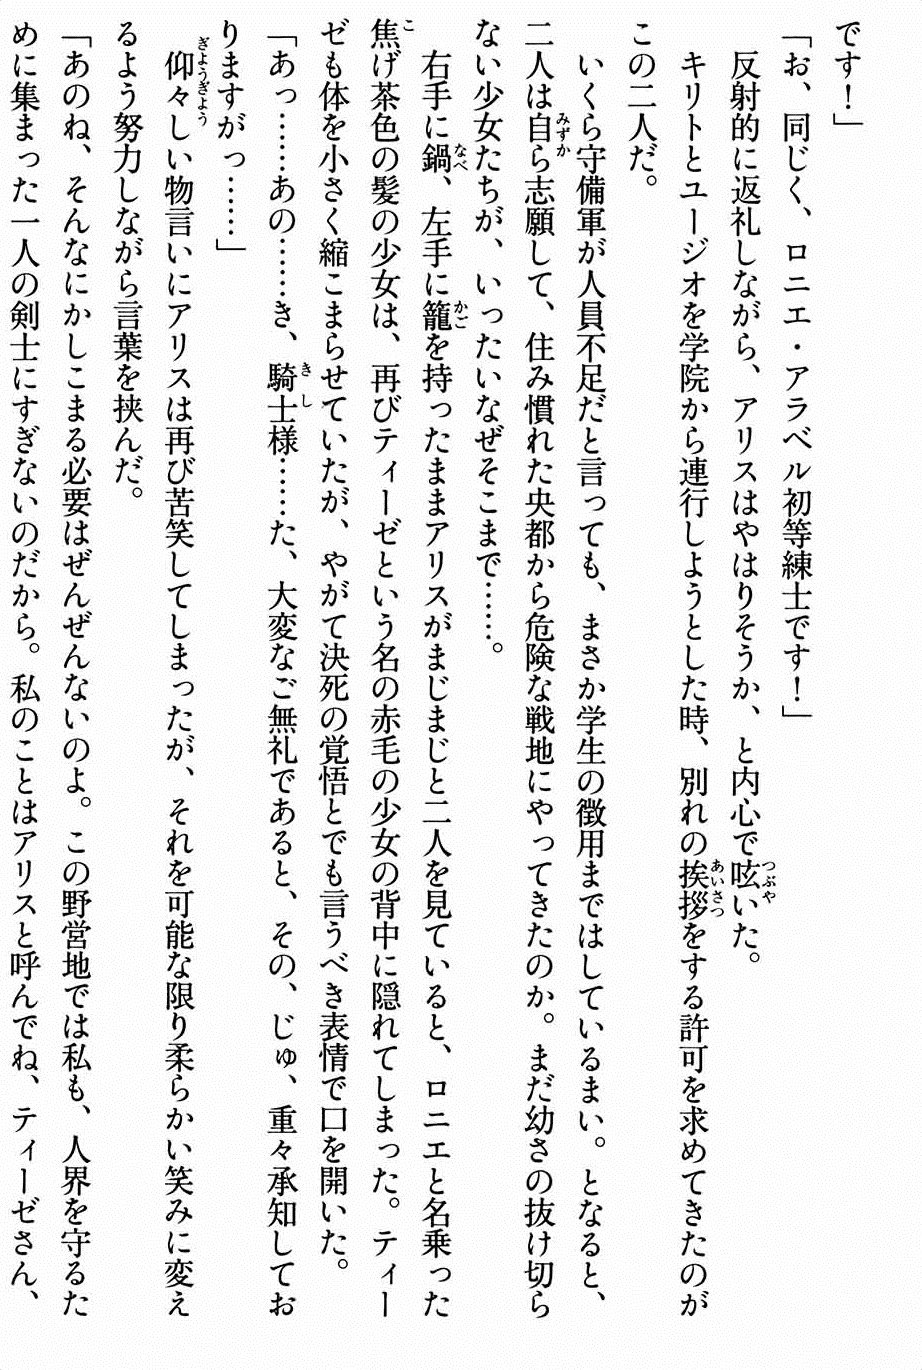 です！」
「お、同じく、ロニエ・アラベル初等練士です！」
反射的に返礼しながら、アリスはやはりそうか、と内心で呟いた。
キリトとユージオを学院から連行しようとした時、別れの挨拶をする許可を求めてきたのが
この二人だ。
いくら守備軍が人員不足だと言っても、まさか学生の徴用まではしているまい。となると、
二人は自ら志願して、住み慣れた央都から危険な戦地にやってきたのか。まだ幼さの抜け切ら
ない少女たちが、いったいなぜそこまで……。
右手に鍋、左手に籠を持ったままアリスがまじまじと二人を見ていると、ロニエと名乗った
焦げ茶色の髪の少女は、再びティーゼという名の赤毛の少女の背中に隠れてしまった。ティー
ゼも体を小さく縮こまらせていたが、やがて決死の覚悟とでも言うべき表情で口を開いた。
「あっ……あの……き、騎士様……た、大変なご無礼であると、その、じゅ、重々承知してお
りますがっ……」
仰々しい物言いにアリスは再び苦笑してしまったが、それを可能な限り柔らかい笑みに変え
るよう努力しながら言葉を挟んだ。
「あのね、そんなにかしこまる必要はぜんぜんないのよ。この野営地では私も、人界を守るた
めに集まった一人の剣士にすぎないのだから。私のことはアリスと呼んでね、ティーゼさん、